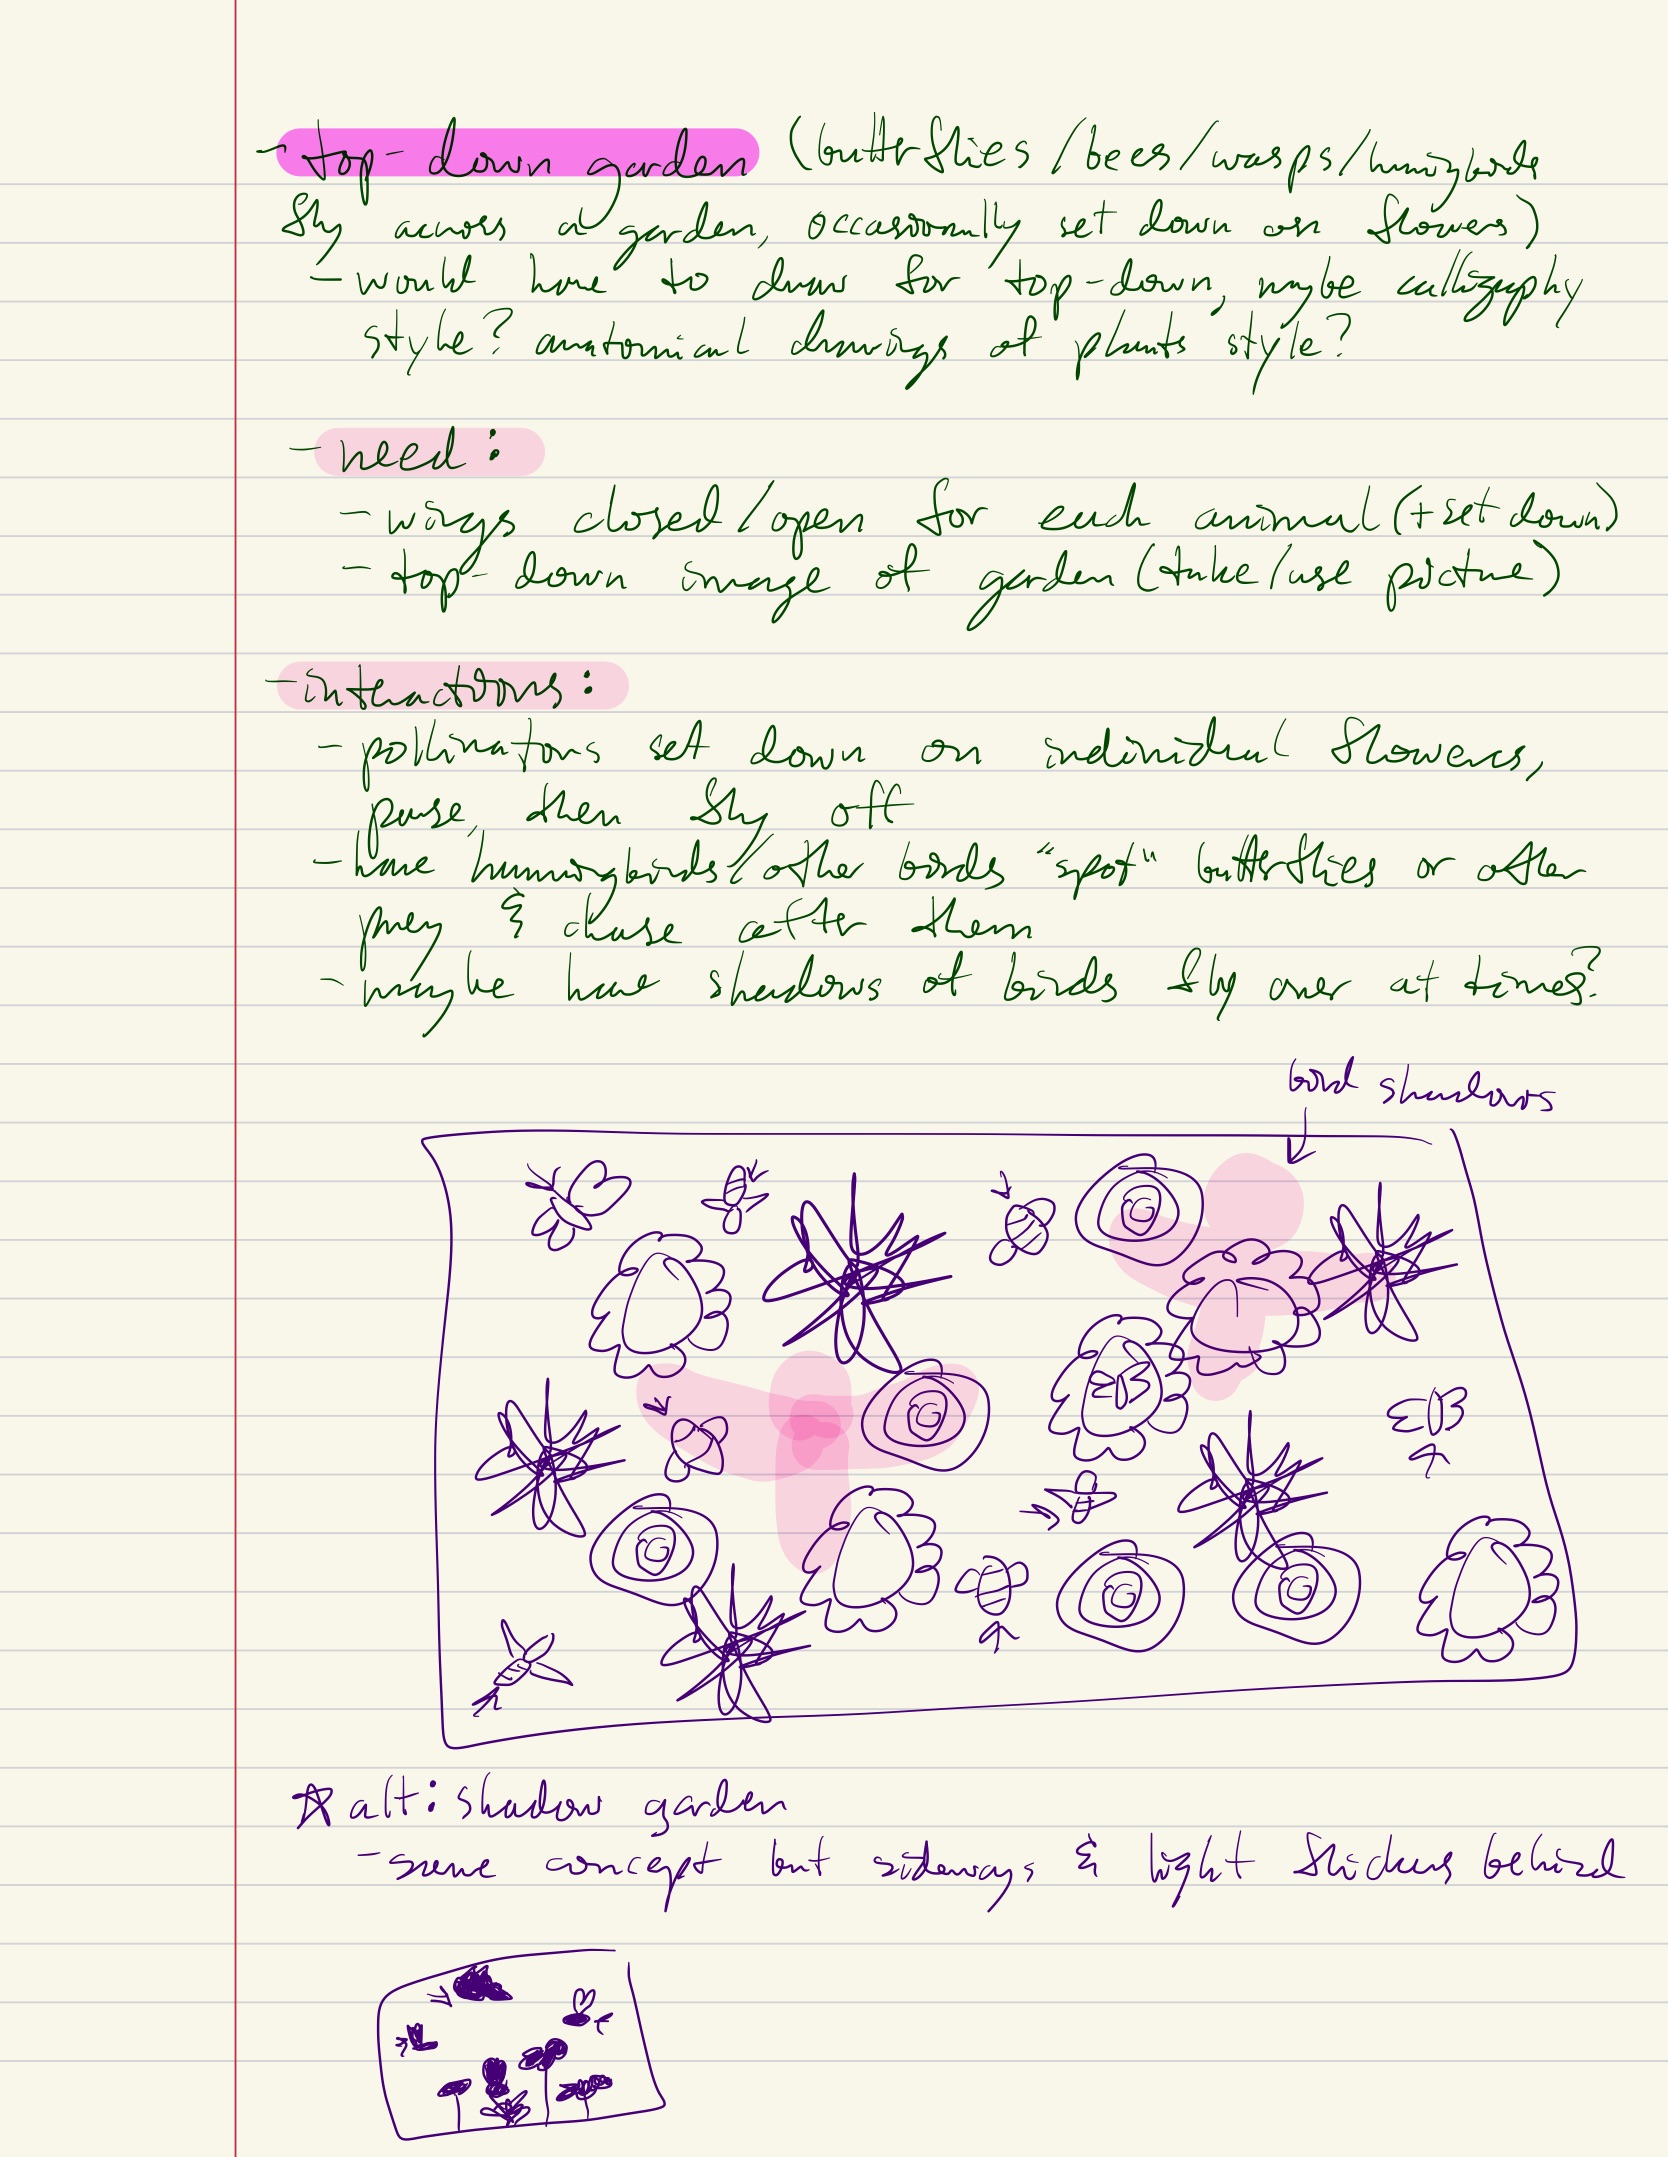 - top-down garden (butterflies/bees/wasps/hummingbirds
fly across a garden, occasionally set down on flowers)
- would have to draw for top-down, maybe calligraphy
style? anatomical drawings of plants style?
- need:
- wings closed/open for each animal (+ set down)
- top-down image of garden (take/use picture)
- interactions:
- pollinators set down on individual flowers,
pause, then fly off
- have hummingbirds/other birds "spot" butterflies or other
prey & chase after them
- maybe have shadows of birds fly over at times?
bird shadows
☆ alt: shadow garden
- same concept but sideways & light flickers behind